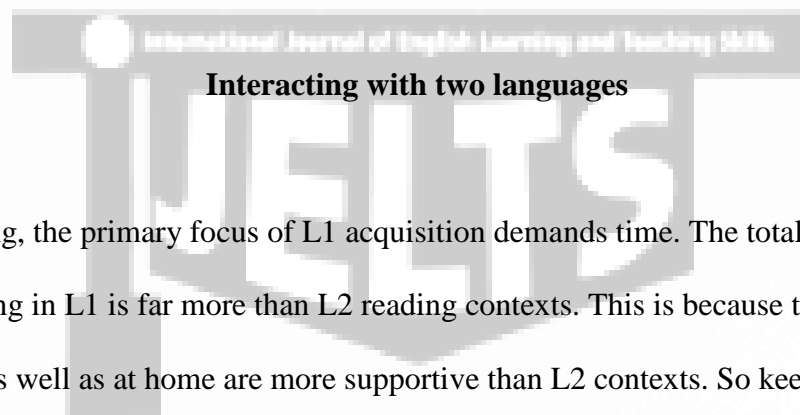 International Journal of English Learning and Teaching Skills
Interacting with two languages
IJELTS
g, the primary focus of L1 acquisition demands time. The total
ng in L1 is far more than L2 reading contexts. This is because t
s well as at home are more supportive than L2 contexts. So kee